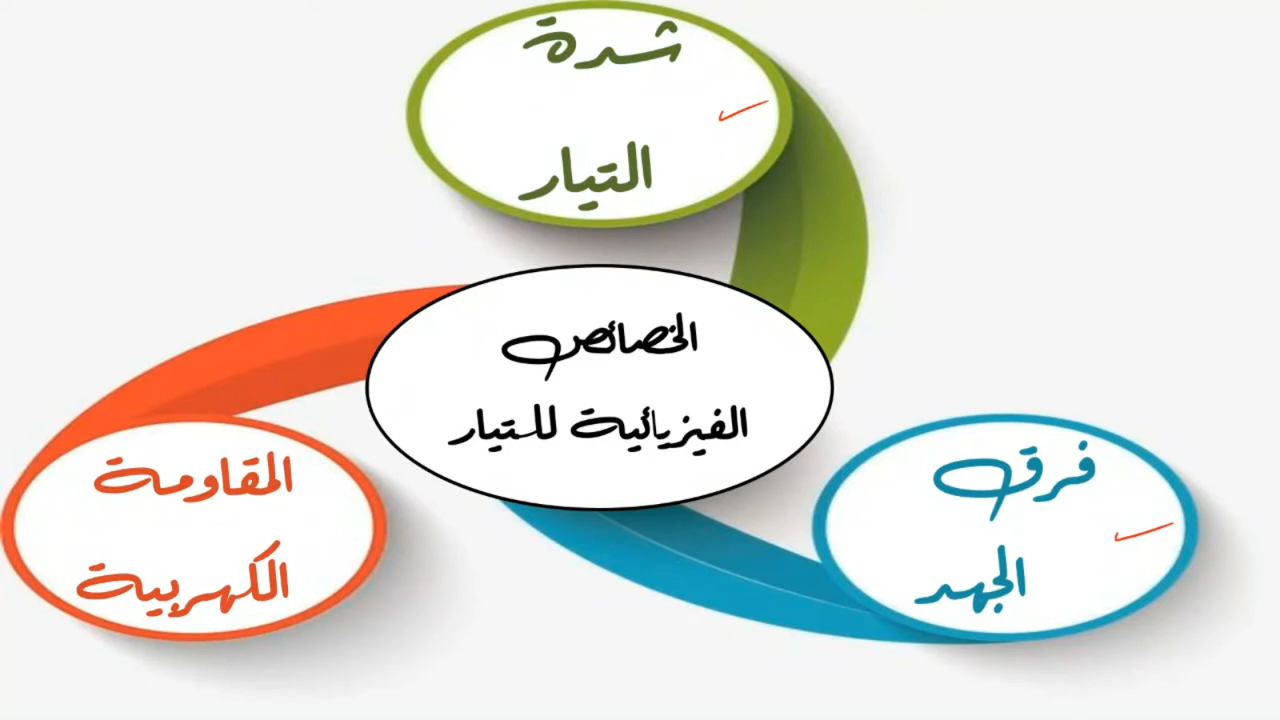 شدة
التيار
الخصائص
الفيزيائية للتيار
فرق
الجهد
المقاومة
الكهربية